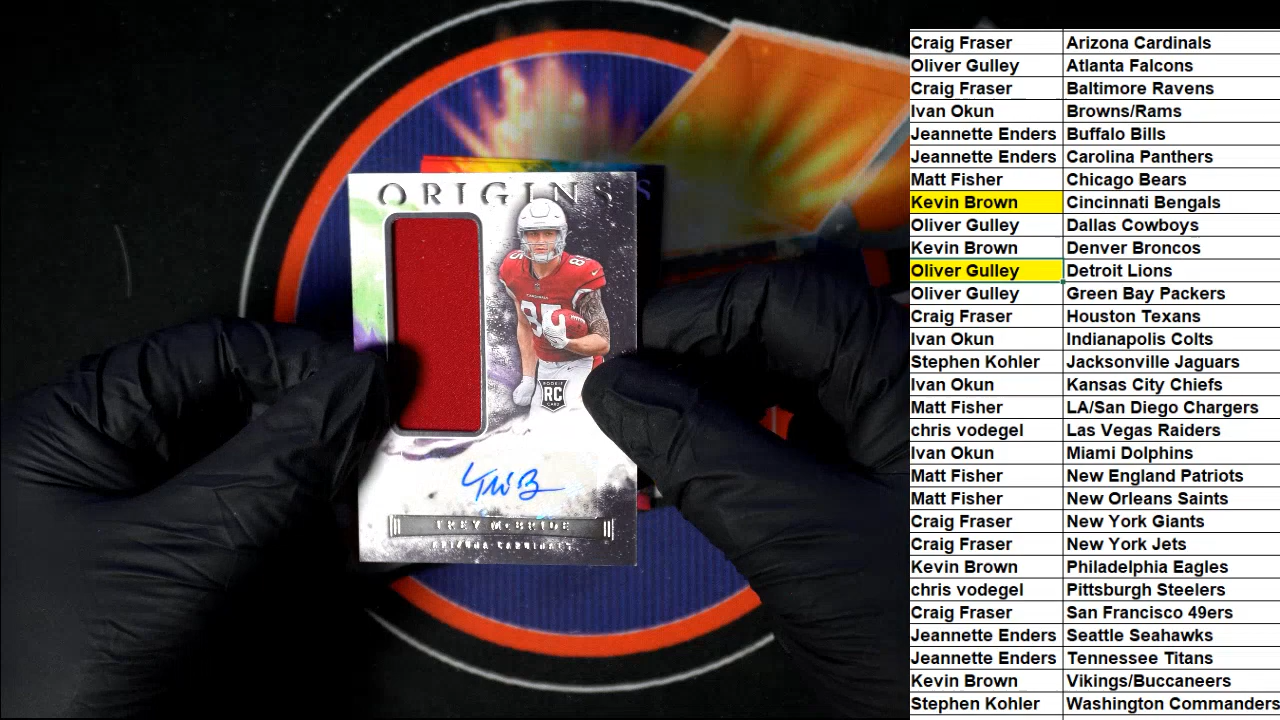 ORIGINS
85
RC
TREY McBRIDE
ARIZONA CARDINALS
Craig Fraser Arizona Cardinals
Oliver Gulley Atlanta Falcons
Craig Fraser Baltimore Ravens
Ivan Okun Browns/Rams
Jeannette Enders Buffalo Bills
Jeannette Enders Carolina Panthers
Matt Fisher Chicago Bears
Kevin Brown Cincinnati Bengals
Oliver Gulley Dallas Cowboys
Kevin Brown Denver Broncos
Oliver Gulley Detroit Lions
Oliver Gulley Green Bay Packers
Craig Fraser Houston Texans
Ivan Okun Indianapolis Colts
Stephen Kohler Jacksonville Jaguars
Ivan Okun Kansas City Chiefs
Matt Fisher LA/San Diego Chargers
chris vodegel Las Vegas Raiders
Ivan Okun Miami Dolphins
Matt Fisher New England Patriots
Matt Fisher New Orleans Saints
Craig Fraser New York Giants
Craig Fraser New York Jets
Kevin Brown Philadelphia Eagles
chris vodegel Pittsburgh Steelers
Craig Fraser San Francisco 49ers
Jeannette Enders Seattle Seahawks
Jeannette Enders Tennessee Titans
Kevin Brown Vikings/Buccaneers
Stephen Kohler Washington Commanders